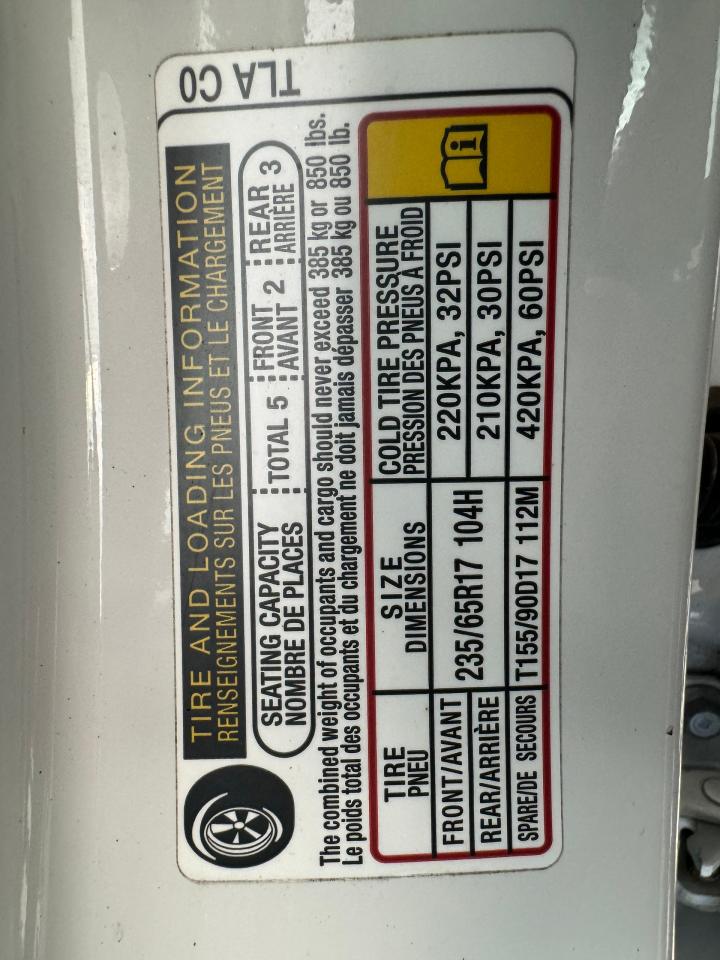 TLA C0
TIRE AND LOADING INFORMATION
RENSEIGNEMENTS SUR LES PNEUS ET LE CHARGEMENT
SEATING CAPACITY
NOMBRE DE PLACES
TOTAL 5
FRONT
AVANT 2
REAR
ARRIÈRE 3
The combined weight of occupants and cargo should never exceed 385 kg or 850 lbs.
Le poids total des occupants et du chargement ne doit jamais dépasser 385 kg ou 850 lb.
TIRE
PNEU
SIZE
DIMENSIONS
COLD TIRE PRESSURE
PRESSION DES PNEUS À FROID
FRONT/AVANT
235/65R17 104H
220KPA, 32PSI
REAR/ARRIÈRE
210KPA, 30PSI
SPARE/DE SECOURS
T155/90D17 112M
420KPA, 60PSI